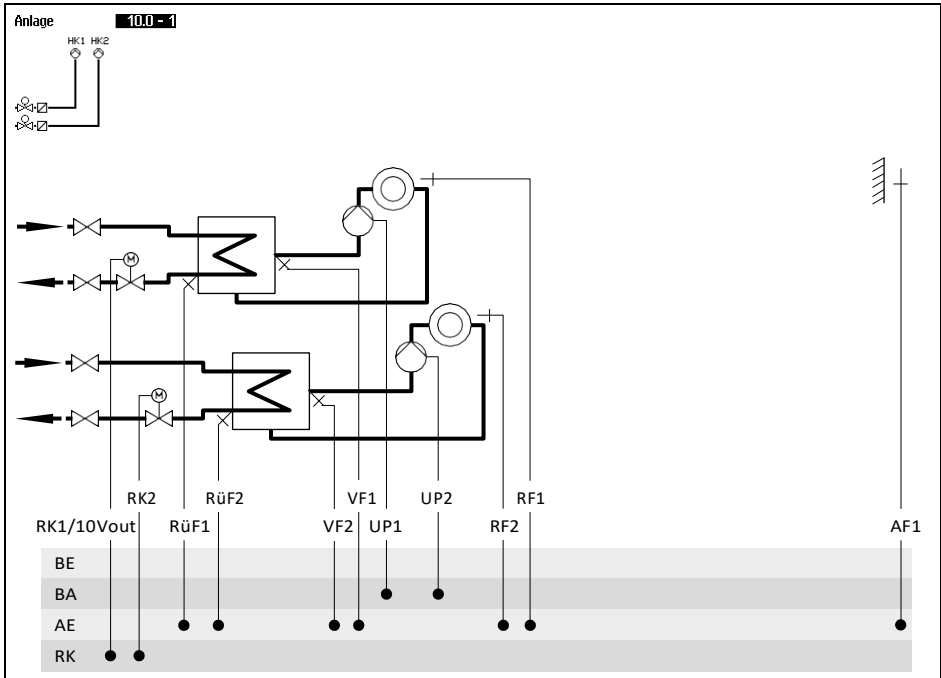 Anlage 10.0 - 1
HK1 HK2
M
M
RK2 RüF2 VF1 UP2 RF1
RK1/10Vout RüF1 VF2 UP1 RF2 AF1
BE
BA
AE
RK